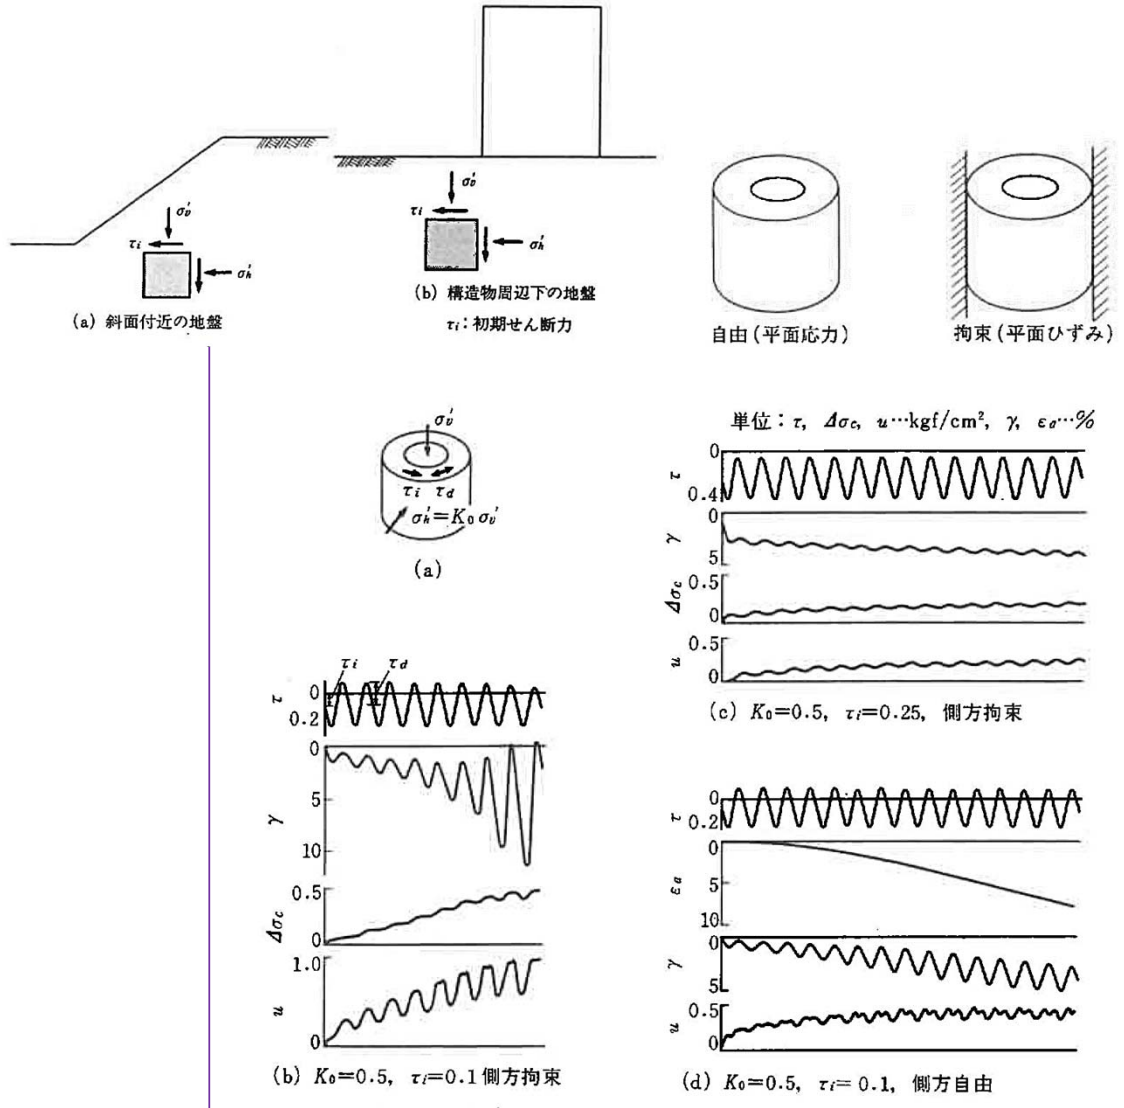 σv′
τi
σh′
(a) 斜面付近の地盤
σv′
τi
σh′
(b) 構造物周辺下の地盤
τi：初期せん断力
自由(平面応力)
拘束(平面ひずみ)
σv′
τi τd
σh′=K0σv′
(a)
τi τd
τ
0
0.2
γ
0
5
10
Δσc
0.5
0
u
1.0
0
(b) K0=0.5, τi=0.1側方拘束
単位：τ, Δσc, u…kgf/cm², γ, εa…%
τ
0
0.4
γ
0
5
Δσc
0.5
0
u
0.5
0
(c) K0=0.5, τi=0.25, 側方拘束
τ
0
0.2
εa
0
5
10
γ
0
5
u
0.5
0
(d) K0=0.5, τi=0.1, 側方自由